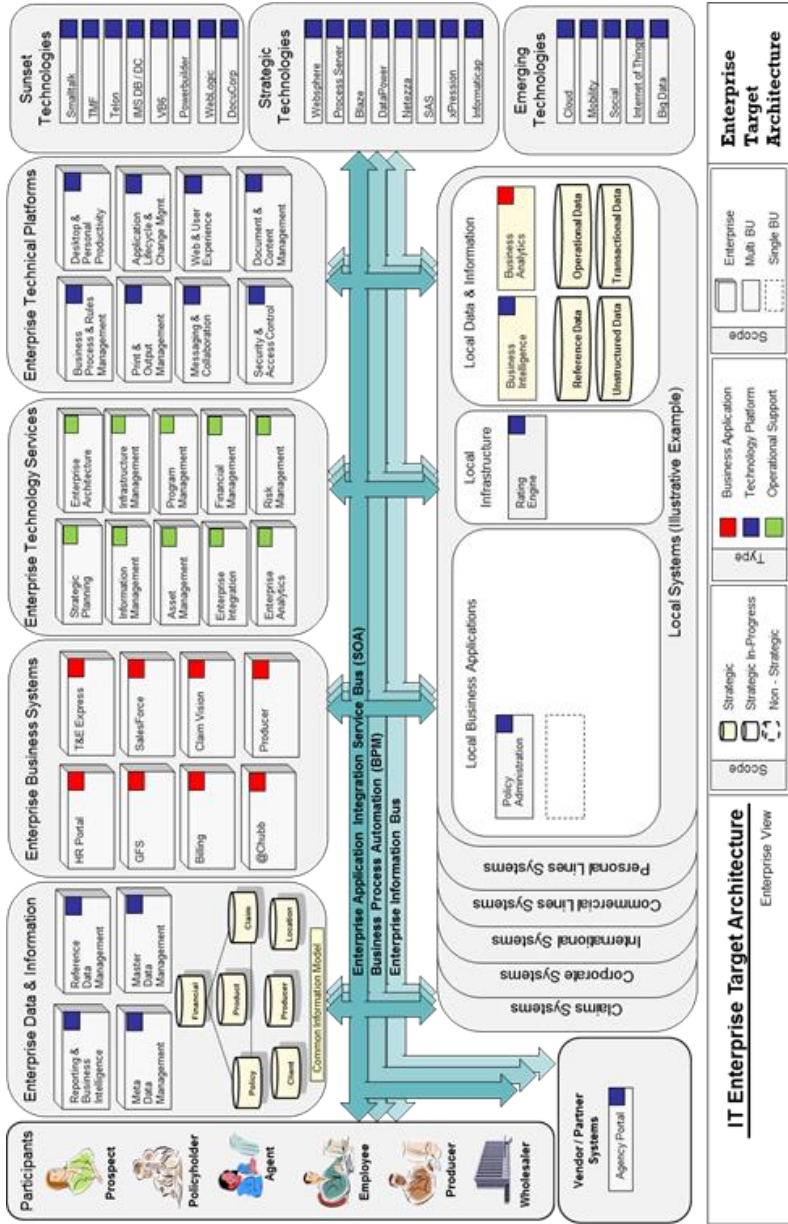 Participants
Prospect
Policyholder
Agent
Employee
Producer
Wholesaler
Vendor / Partner
Systems
Agency Portal
Enterprise Data & Information
Reporting &
Business
Intelligence
Reference
Data
Management
Meta
Data
Management
Master
Data
Management
Financial
Policy
Product
Claim
Client
Producer
Location
Common Information Model
Enterprise Business Systems
HR Portal
T&E Express
GFS
SalesForce
Billing
Claim Vision
@Chubb
Producer
Enterprise Technology Services
Strategic
Planning
Enterprise
Architecture
Information
Management
Infrastructure
Management
Asset
Management
Program
Management
Enterprise
Integration
Financial
Management
Enterprise
Analytics
Risk
Management
Enterprise Technical Platforms
Business
Process & Rules
Management
Desktop &
Personal
Productivity
Print &
Output
Management
Application
Lifecycle &
Change Mgmt.
Messaging &
Collaboration
Web & User
Experience
Security &
Access Control
Document &
Content
Management
Sunset
Technologies
Smalltalk
TMF
Telon
IMS DB / DC
VB6
Powerbuilder
WebLogic
DocuCorp
Strategic
Technologies
Websphere
Process Server
Blaze
DataPower
Netezza
SAS
xPression
Informaticap
Emerging
Technologies
Cloud
Mobility
Social
Internet of Things
Big Data
Enterprise Application Integration Service Bus (SOA)
Business Process Automation (BPM)
Enterprise Information Bus
Claims Systems
Corporate Systems
International Systems
Commercial Lines Systems
Personal Lines Systems
Local Business Applications
Policy
Administration
Local
Infrastructure
Rating
Engine
Local Data & Information
Business
Intelligence
Business
Analytics
Reference Data
Operational Data
Unstructured Data
Transactional Data
Local Systems (Illustrative Example)
IT Enterprise Target Architecture
Enterprise View
Scope
Strategic
Strategic In-Progress
Non - Strategic
Type
Business Application
Technology Platform
Operational Support
Scope
Enterprise
Multi BU
Single BU
Enterprise
Target
Architecture